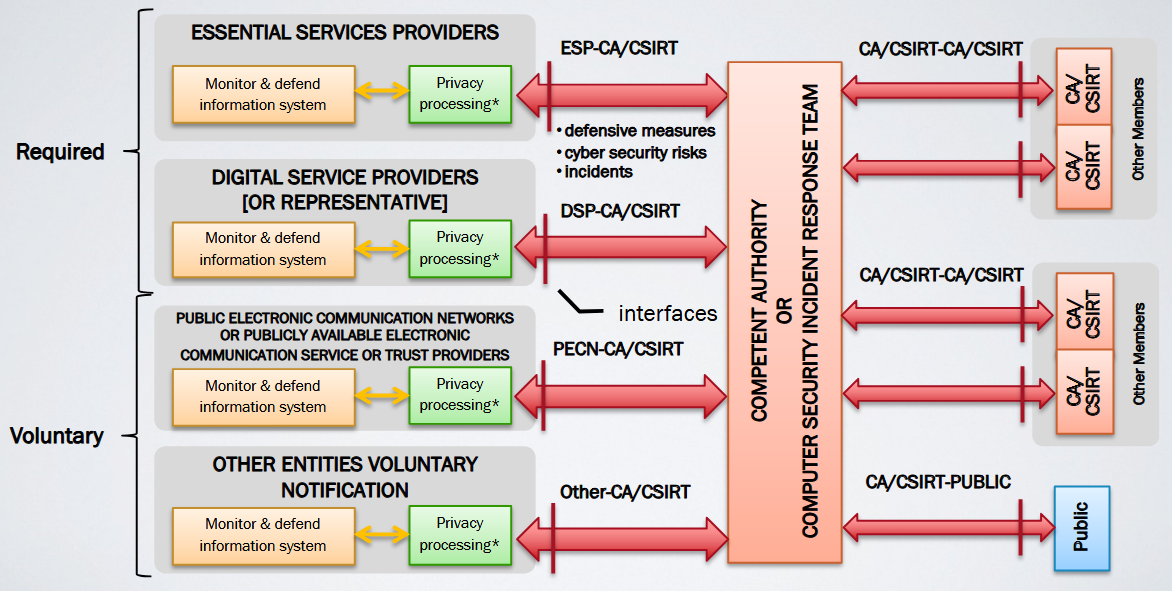 Required
Voluntary
ESSENTIAL SERVICES PROVIDERS
Monitor & defend
information system
Privacy
processing*
DIGITAL SERVICE PROVIDERS
[OR REPRESENTATIVE]
Monitor & defend
information system
Privacy
processing*
PUBLIC ELECTRONIC COMMUNICATION NETWORKS
OR PUBLICLY AVAILABLE ELECTRONIC
COMMUNICATION SERVICE OR TRUST PROVIDERS
Monitor & defend
information system
Privacy
processing*
OTHER ENTITIES VOLUNTARY
NOTIFICATION
Monitor & defend
information system
Privacy
processing*
ESP-CA/CSIRT
• defensive measures
• cyber security risks
• incidents
DSP-CA/CSIRT
interfaces
PECN-CA/CSIRT
Other-CA/CSIRT
COMPETENT AUTHORITY
OR
COMPUTER SECURITY INCIDENT RESPONSE TEAM
CA/CSIRT-CA/CSIRT
CA/
CSIRT
CA/
CSIRT
Other Members
CA/CSIRT-CA/CSIRT
CA/
CSIRT
CA/
CSIRT
Other Members
CA/CSIRT-PUBLIC
Public